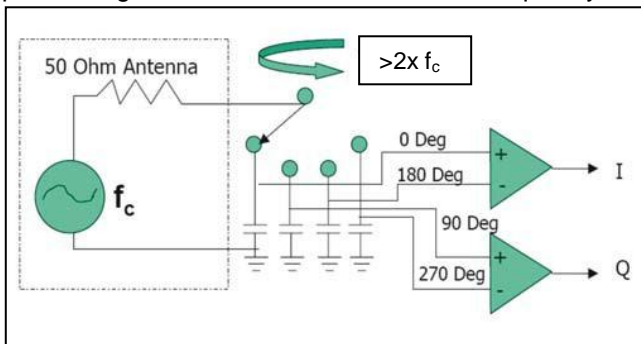 50 Ohm Antenna
>2x fc
0 Deg
+
I
180 Deg
-
fc
90 Deg
+
Q
270 Deg
-